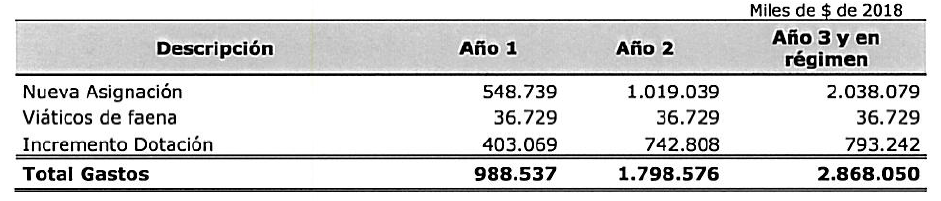 Miles de $ de 2018
Descripción Año 1 Año 2 Año 3 y en régimen
Nueva Asignación 548.739 1.019.039 2.038.079
Viáticos de faena 36.729 36.729 36.729
Incremento Dotación 403.069 742.808 793.242
Total Gastos 988.537 1.798.576 2.868.050